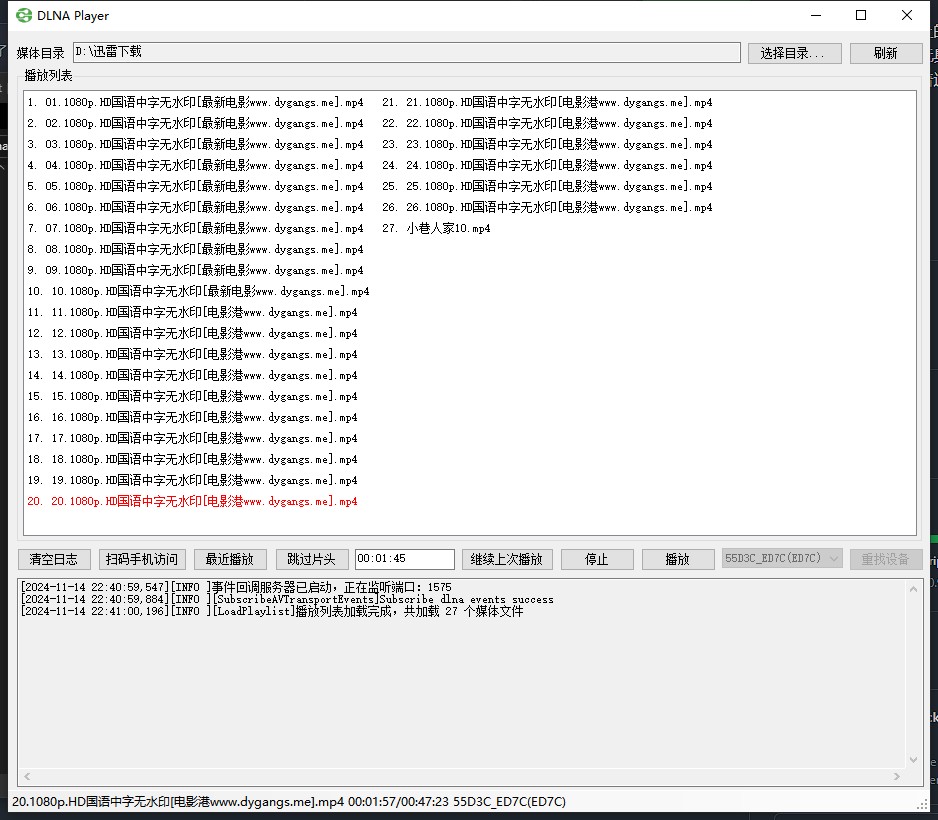 DLNA Player
媒体目录 D:\迅雷下载 选择目录... 刷新
播放列表
1. 01.1080p.HD国语中字无水印[最新电影www.dygangs.me].mp4
2. 02.1080p.HD国语中字无水印[最新电影www.dygangs.me].mp4
3. 03.1080p.HD国语中字无水印[最新电影www.dygangs.me].mp4
4. 04.1080p.HD国语中字无水印[最新电影www.dygangs.me].mp4
5. 05.1080p.HD国语中字无水印[最新电影www.dygangs.me].mp4
6. 06.1080p.HD国语中字无水印[最新电影www.dygangs.me].mp4
7. 07.1080p.HD国语中字无水印[最新电影www.dygangs.me].mp4
8. 08.1080p.HD国语中字无水印[最新电影www.dygangs.me].mp4
9. 09.1080p.HD国语中字无水印[最新电影www.dygangs.me].mp4
10. 10.1080p.HD国语中字无水印[最新电影www.dygangs.me].mp4
11. 11.1080p.HD国语中字无水印[电影港www.dygangs.me].mp4
12. 12.1080p.HD国语中字无水印[电影港www.dygangs.me].mp4
13. 13.1080p.HD国语中字无水印[电影港www.dygangs.me].mp4
14. 14.1080p.HD国语中字无水印[电影港www.dygangs.me].mp4
15. 15.1080p.HD国语中字无水印[电影港www.dygangs.me].mp4
16. 16.1080p.HD国语中字无水印[电影港www.dygangs.me].mp4
17. 17.1080p.HD国语中字无水印[电影港www.dygangs.me].mp4
18. 18.1080p.HD国语中字无水印[电影港www.dygangs.me].mp4
19. 19.1080p.HD国语中字无水印[电影港www.dygangs.me].mp4
20. 20.1080p.HD国语中字无水印[电影港www.dygangs.me].mp4
21. 21.1080p.HD国语中字无水印[电影港www.dygangs.me].mp4
22. 22.1080p.HD国语中字无水印[电影港www.dygangs.me].mp4
23. 23.1080p.HD国语中字无水印[电影港www.dygangs.me].mp4
24. 24.1080p.HD国语中字无水印[电影港www.dygangs.me].mp4
25. 25.1080p.HD国语中字无水印[电影港www.dygangs.me].mp4
26. 26.1080p.HD国语中字无水印[电影港www.dygangs.me].mp4
27. 小巷人家10.mp4
清空日志 扫码手机访问 最近播放 跳过片头 00:01:45 继续上次播放 停止 播放 55D3C_ED7C(ED7C) 重找设备
[2024-11-14 22:40:59,547][INFO ]事件回调服务器已启动，正在监听端口：1575
[2024-11-14 22:40:59,884][INFO ][SubscribeAVTransportEvents]Subscribe dlna events success
[2024-11-14 22:41:00,196][INFO ][LoadPlaylist]播放列表加载完成，共加载 27 个媒体文件
20.1080p.HD国语中字无水印[电影港www.dygangs.me].mp4 00:01:57/00:47:23 55D3C_ED7C(ED7C)